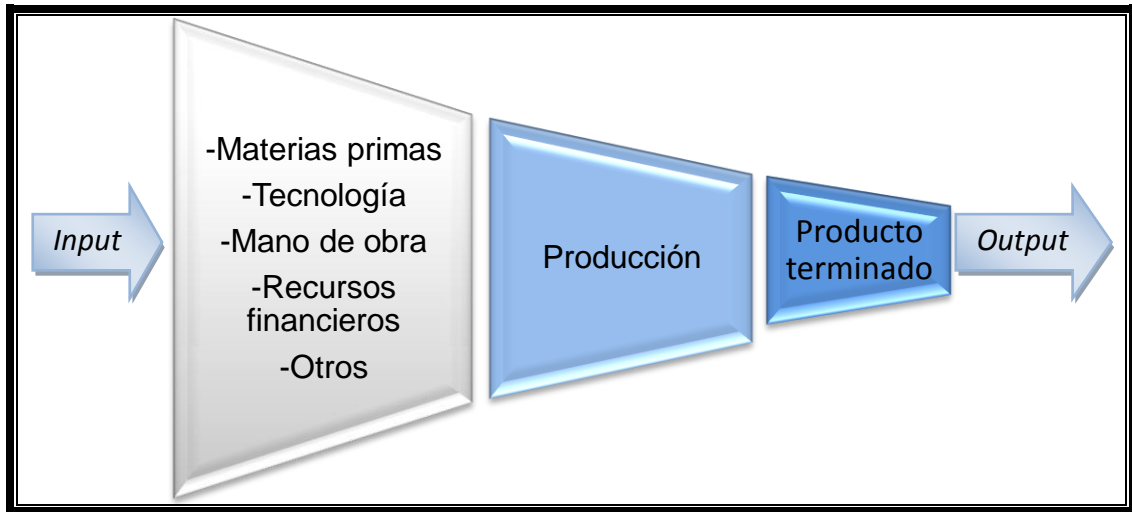 Input
-Materias primas
-Tecnología
-Mano de obra
-Recursos
financieros
-Otros
Producción
Producto
terminado
Output